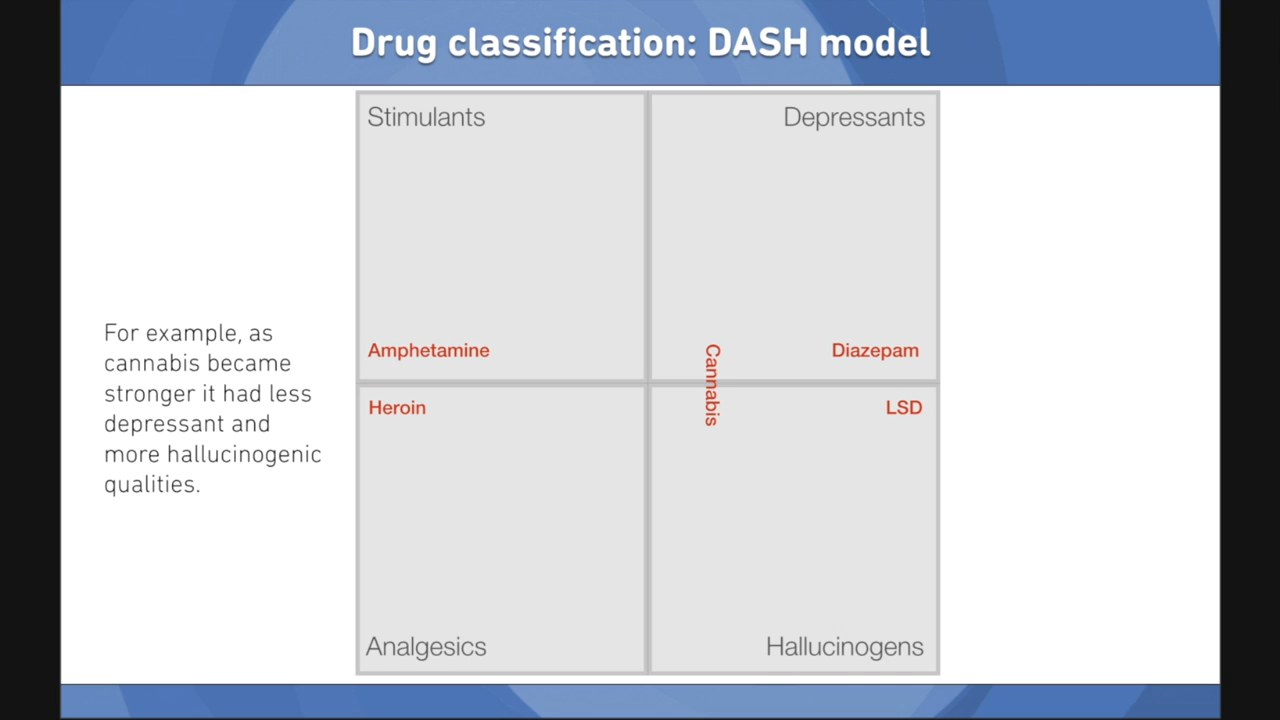 Drug classification: DASH model
Stimulants
Depressants
Amphetamine
Cannabis
Diazepam
Heroin
LSD
For example, as
cannabis became
stronger it had less
depressant and
more hallucinogenic
qualities.
Analgesics
Hallucinogens